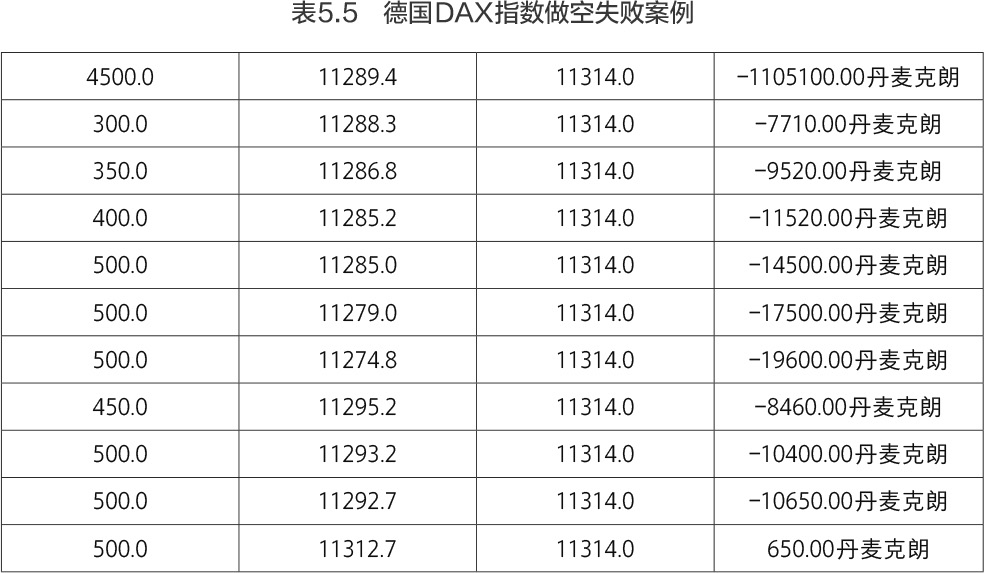 表5.5 德国DAX指数做空失败案例
4500.0 11289.4 11314.0 -1105100.00丹麦克朗
300.0 11288.3 11314.0 -7710.00丹麦克朗
350.0 11286.8 11314.0 -9520.00丹麦克朗
400.0 11285.2 11314.0 -11520.00丹麦克朗
500.0 11285.0 11314.0 -14500.00丹麦克朗
500.0 11279.0 11314.0 -17500.00丹麦克朗
500.0 11274.8 11314.0 -19600.00丹麦克朗
450.0 11295.2 11314.0 -8460.00丹麦克朗
500.0 11293.2 11314.0 -10400.00丹麦克朗
500.0 11292.7 11314.0 -10650.00丹麦克朗
500.0 11312.7 11314.0 650.00丹麦克朗